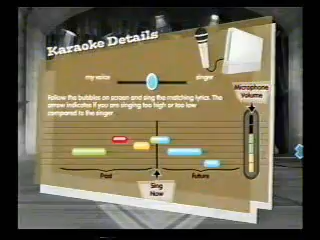 Karaoke Details
my voice
singer
Follow the bubbles on screen and sing the matching lyrics. The
arrow indicates if you are singing too high or too low
compared to the singer.
Microphone
Volume
Past
Future
Sing
Now